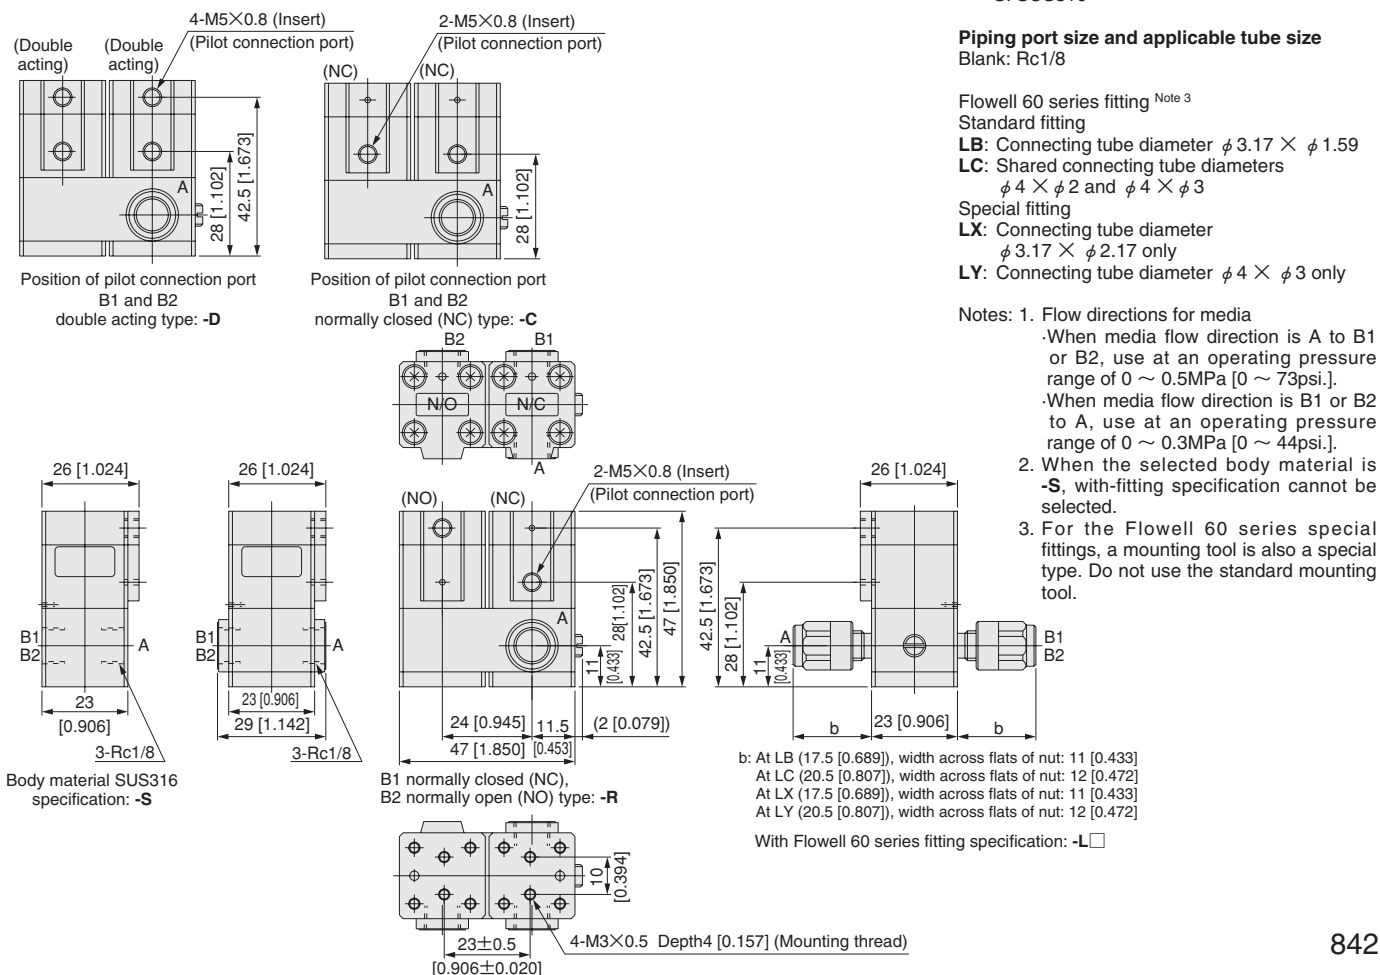 4-M5×0.8 (Insert)
(Pilot connection port)
(Double
acting)
(Double
acting)
A
28 [1.102]
42.5 [1.673]
Position of pilot connection port
B1 and B2
double acting type: -D
2-M5×0.8 (Insert)
(Pilot connection port)
(NC)
(NC)
A
28 [1.102]
Position of pilot connection port
B1 and B2
normally closed (NC) type: -C
B2
B1
N/O
N/C
A
26 [1.024]
B1
B2
A
23
[0.906]
3-Rc1/8
Body material SUS316
specification: -S
26 [1.024]
B1
B2
A
23 [0.906]
29 [1.142]
3-Rc1/8
2-M5×0.8 (Insert)
(Pilot connection port)
(NO)
(NC)
A
11
[0.433]
28[1.102]
42.5 [1.673]
47 [1.850]
24 [0.945]
11.5
[0.453]
(2 [0.079])
47 [1.850]
B1 normally closed (NC),
B2 normally open (NO) type: -R
10
[0.394]
23±0.5
[0.906±0.020]
4-M3×0.5 Depth4 [0.157] (Mounting thread)
26 [1.024]
42.5 [1.673]
28 [1.102]
11
[0.433]
A
B1
B2
b
23 [0.906]
b
b: At LB (17.5 [0.689]), width across flats of nut: 11 [0.433]
At LC (20.5 [0.807]), width across flats of nut: 12 [0.472]
At LX (17.5 [0.689]), width across flats of nut: 11 [0.433]
At LY (20.5 [0.807]), width across flats of nut: 12 [0.472]
With Flowell 60 series fitting specification: -L□
Piping port size and applicable tube size
Blank: Rc1/8
Flowell 60 series fitting Note 3
Standard fitting
LB: Connecting tube diameter φ3.17 × φ1.59
LC: Shared connecting tube diameters
φ4 × φ2 and φ4 × φ3
Special fitting
LX: Connecting tube diameter
φ3.17 × φ2.17 only
LY: Connecting tube diameter φ4 × φ3 only
Notes: 1. Flow directions for media
·When media flow direction is A to B1
or B2, use at an operating pressure
range of 0 ~ 0.5MPa [0 ~ 73psi.].
·When media flow direction is B1 or B2
to A, use at an operating pressure
range of 0 ~ 0.3MPa [0 ~ 44psi.].
2. When the selected body material is
-S, with-fitting specification cannot be
selected.
3. For the Flowell 60 series special
fittings, a mounting tool is also a special
type. Do not use the standard mounting
tool.
842